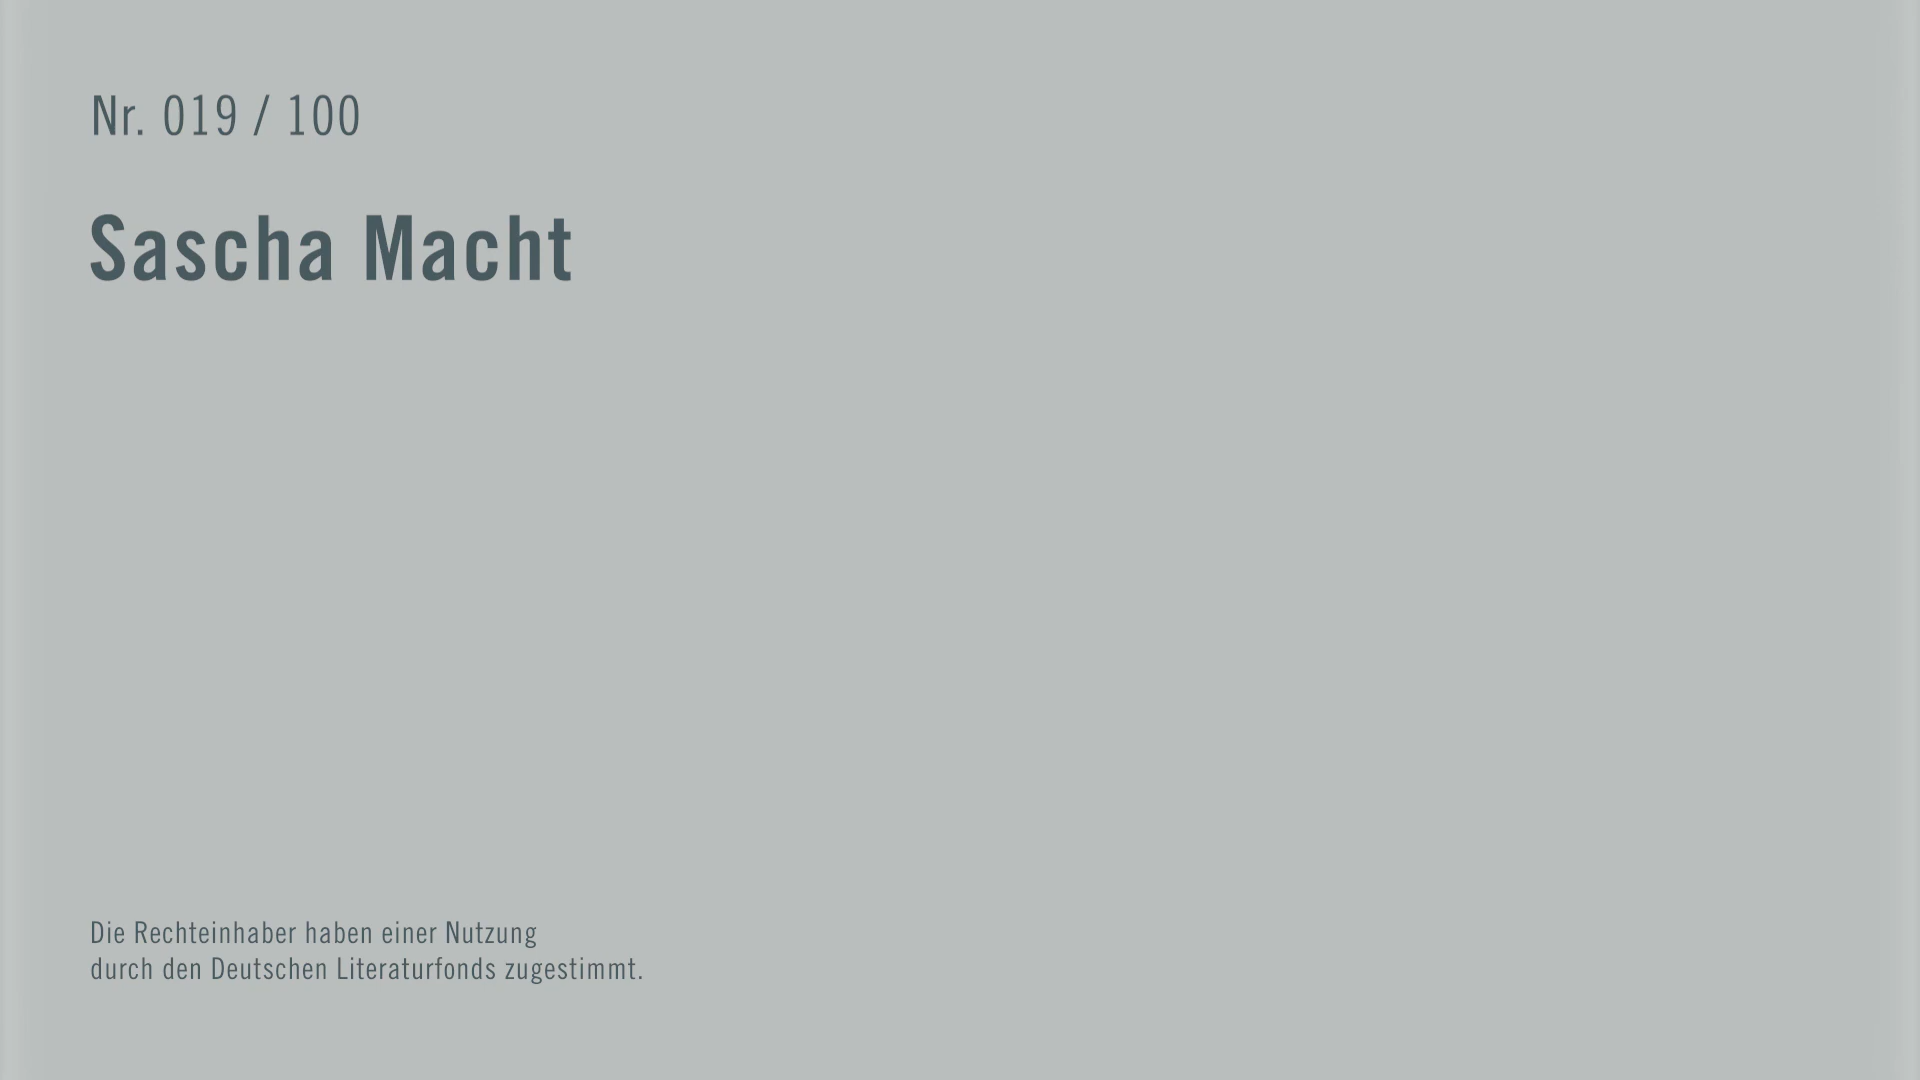 Nr. 019 / 100
Sascha Macht
Die Rechteinhaber haben einer Nutzung
durch den Deutschen Literaturfonds zugestimmt.